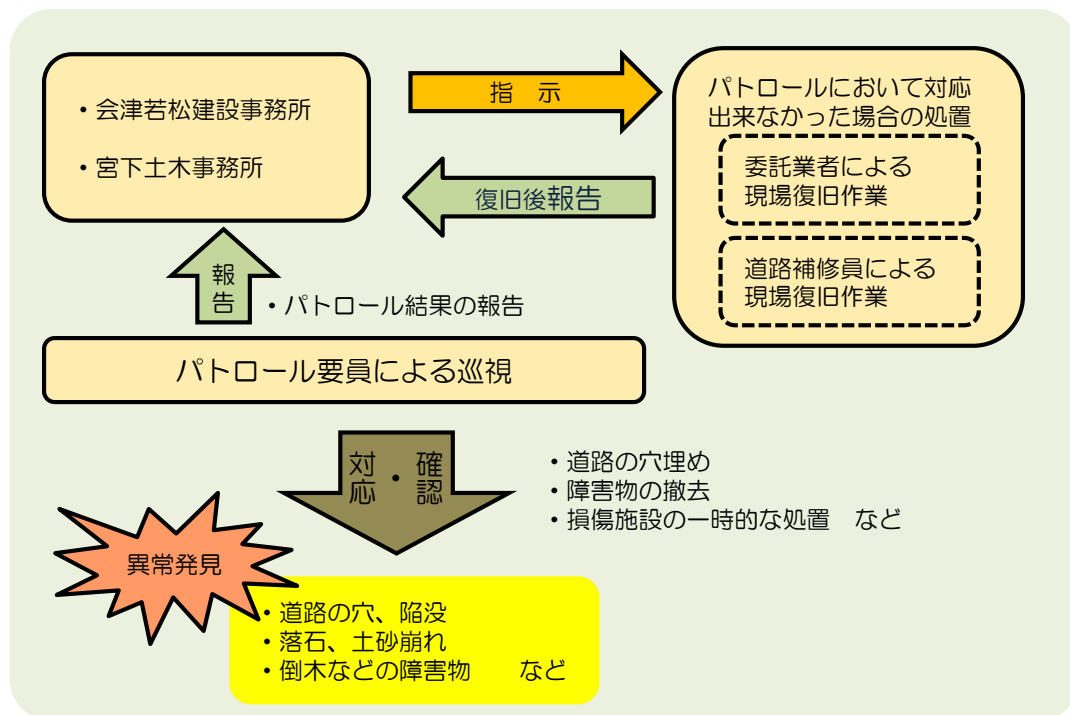 ・会津若松建設事務所
・宮下土木事務所
指　示
復旧後報告
パトロールにおいて対応
出来なかった場合の処置
委託業者による
現場復旧作業
道路補修員による
現場復旧作業
報告
・パトロール結果の報告
パトロール要員による巡視
対応・確認
・道路の穴埋め
・障害物の撤去
・損傷施設の一時的な処置　など
異常発見
・道路の穴、陥没
・落石、土砂崩れ
・倒木などの障害物　　など